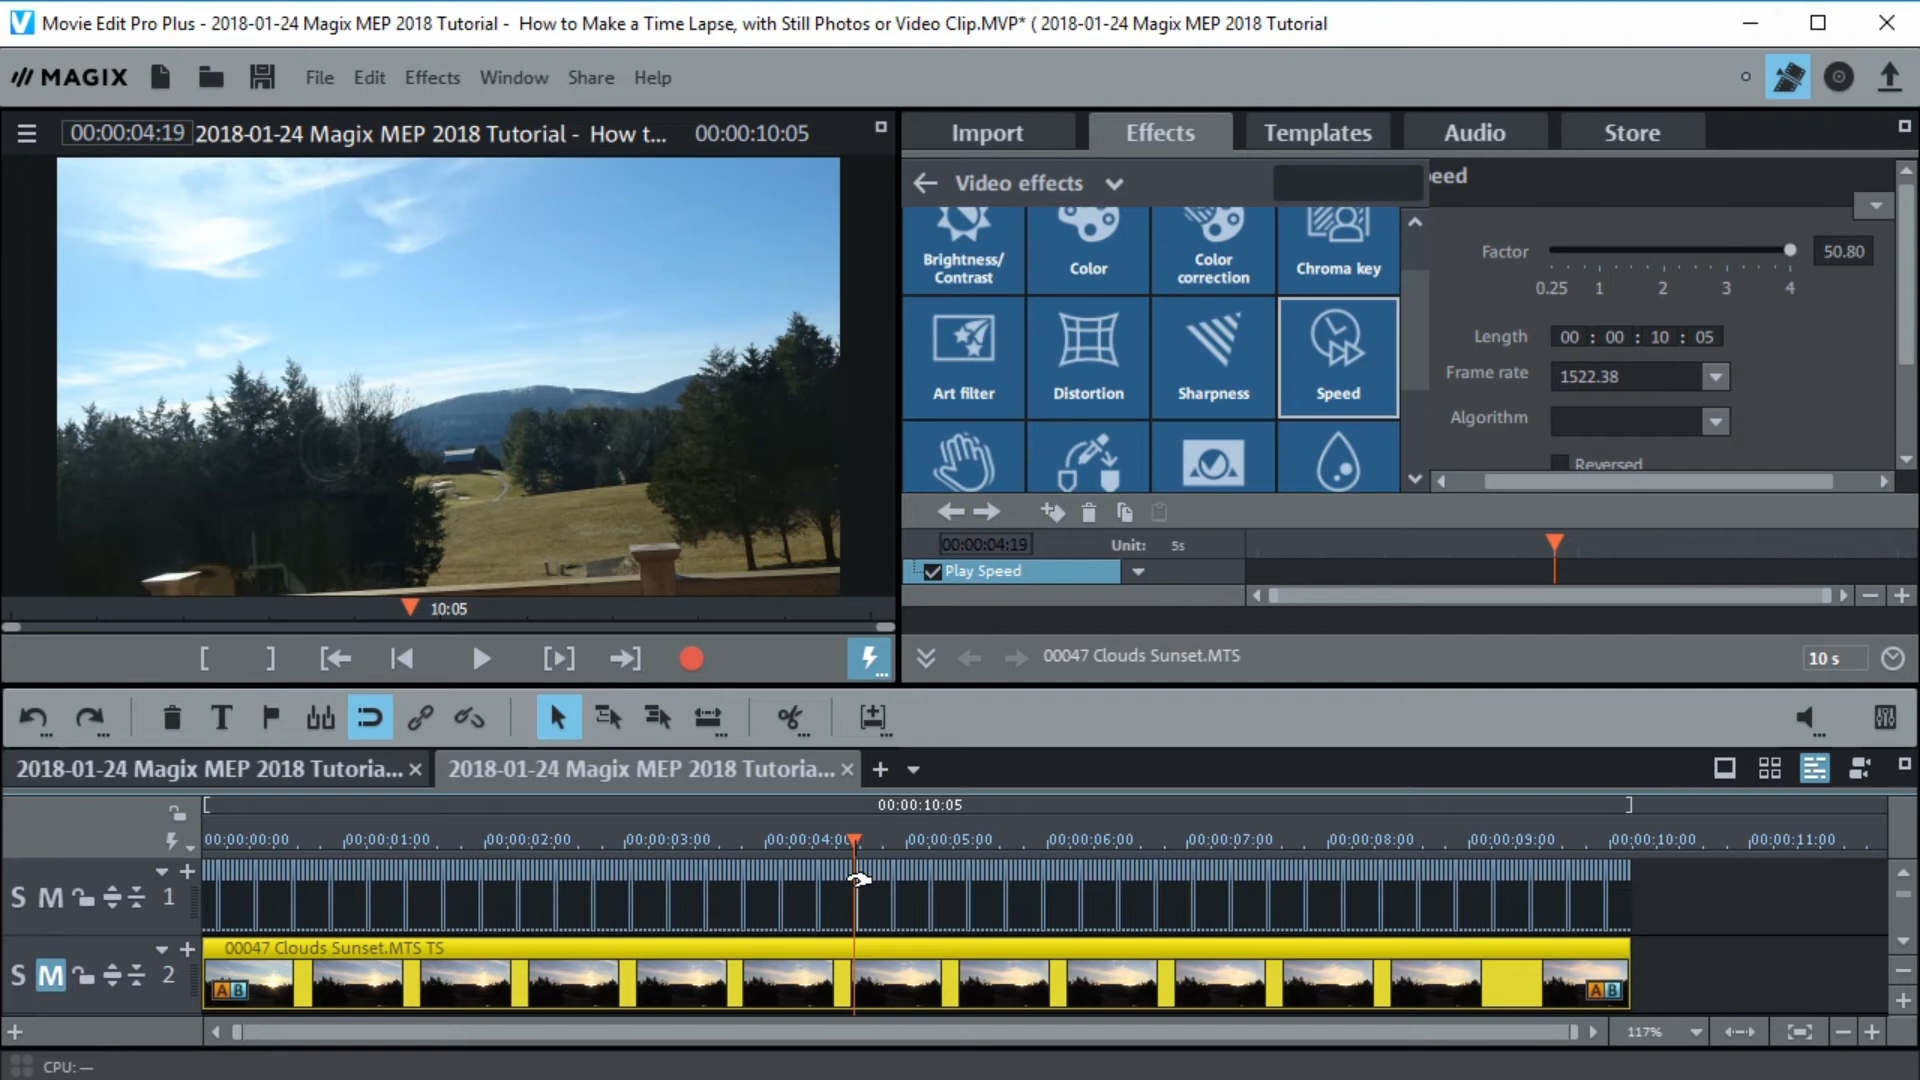 Movie Edit Pro Plus - 2018-01-24 Magix MEP 2018 Tutorial - How to Make a Time Lapse, with Still Photos or Video Clip.MVP* ( 2018-01-24 Magix MEP 2018 Tutorial
MAGIX File Edit Effects Window Share Help
00:00:04:19 2018-01-24 Magix MEP 2018 Tutorial - How t... 00:00:10:05
Import Effects Templates Audio Store
Video effects
eed
Brightness/
Contrast
Color
Color
correction
Chroma key
Factor 50.80
0.25 1 2 3 4
Length 00 : 00 : 10 : 05
Frame rate 1522.38
Algorithm
Reversed
Art filter Distortion Sharpness Speed
00:00:04:19 Unit: 5s
Play Speed
10:05
00047 Clouds Sunset.MTS 10 s
2018-01-24 Magix MEP 2018 Tutoria... 2018-01-24 Magix MEP 2018 Tutoria...
00:00:10:05
00:00:00:00 00:00:01:00 00:00:02:00 00:00:03:00 00:00:04:0 00:00:05:00 00:00:06:00 00:00:07:00 00:00:08:00 00:00:09:00 00:00:10:00 00:00:11:00
S M 1
00047 Clouds Sunset.MTS TS
S M 2
AB AB
117%
CPU: —